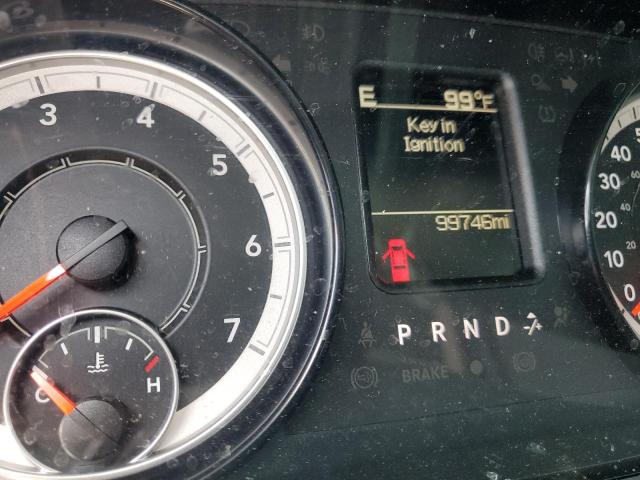 3 4 5 6 7
C H
E 99°F
Key in
Ignition
99746mi
P R N D
BRAKE
40
30
20
10
0